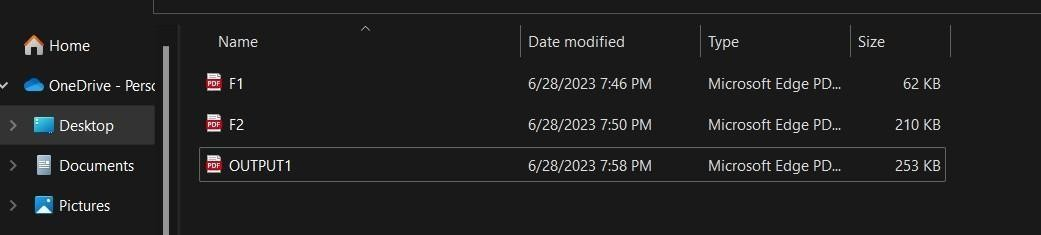 Home
OneDrive - Perso
Desktop
Documents
Pictures
Name Date modified Type Size
PDF F1 6/28/2023 7:46 PM Microsoft Edge PD... 62 KB
PDF F2 6/28/2023 7:50 PM Microsoft Edge PD... 210 KB
PDF OUTPUT1 6/28/2023 7:58 PM Microsoft Edge PD... 253 KB